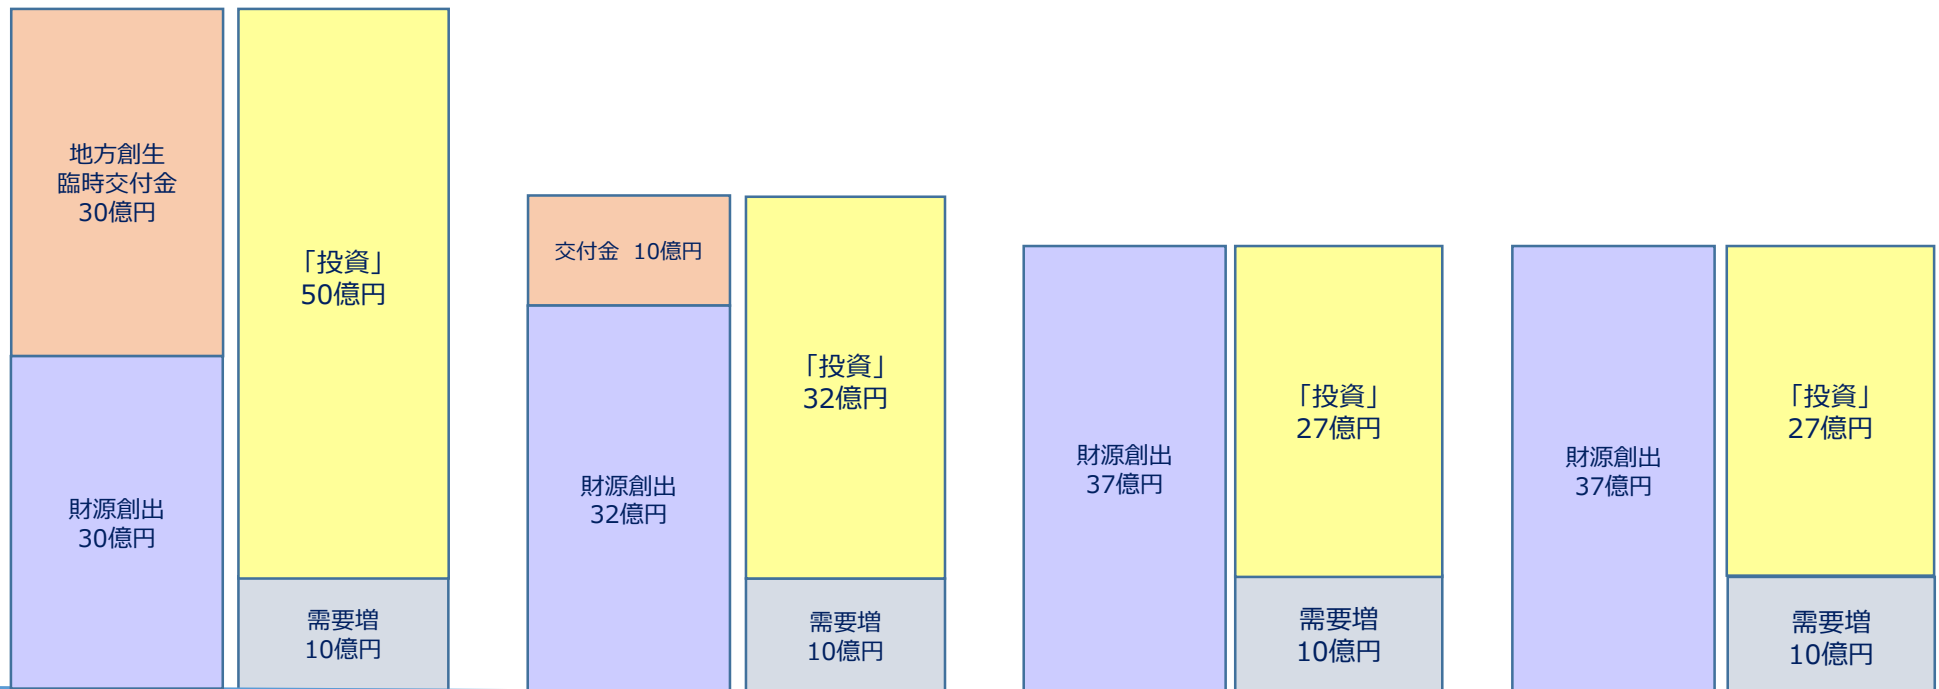 地方創生
臨時交付金
30億円
財源創出
30億円
「投資」
50億円
需要増
10億円
交付金 10億円
財源創出
32億円
「投資」
32億円
需要増
10億円
財源創出
37億円
「投資」
27億円
需要増
10億円
財源創出
37億円
「投資」
27億円
需要増
10億円